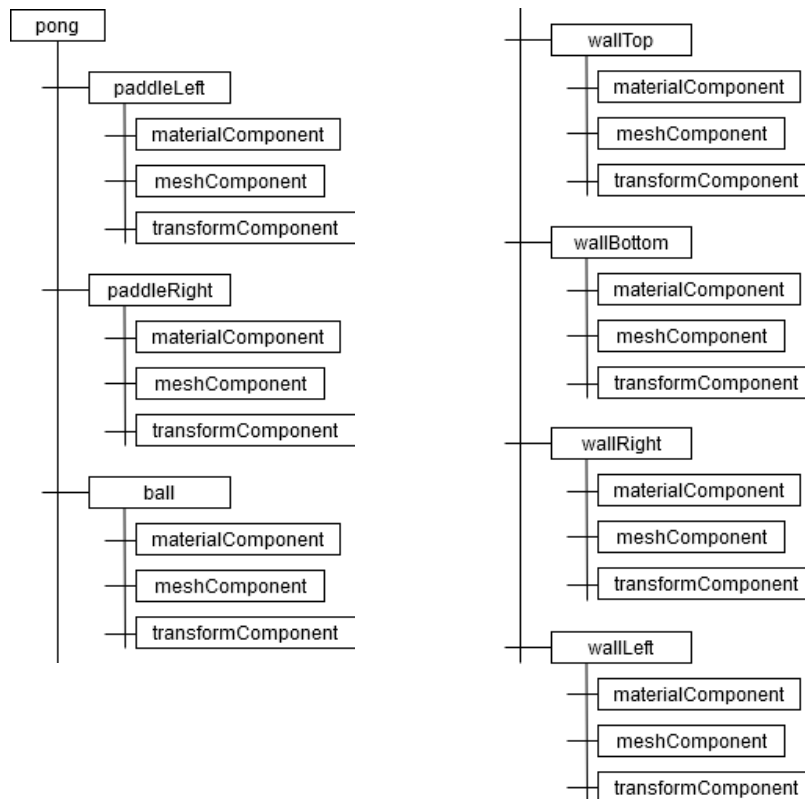 pong
paddleLeft
materialComponent
meshComponent
transformComponent
paddleRight
materialComponent
meshComponent
transformComponent
ball
materialComponent
meshComponent
transformComponent
wallTop
materialComponent
meshComponent
transformComponent
wallBottom
materialComponent
meshComponent
transformComponent
wallRight
materialComponent
meshComponent
transformComponent
wallLeft
materialComponent
meshComponent
transformComponent